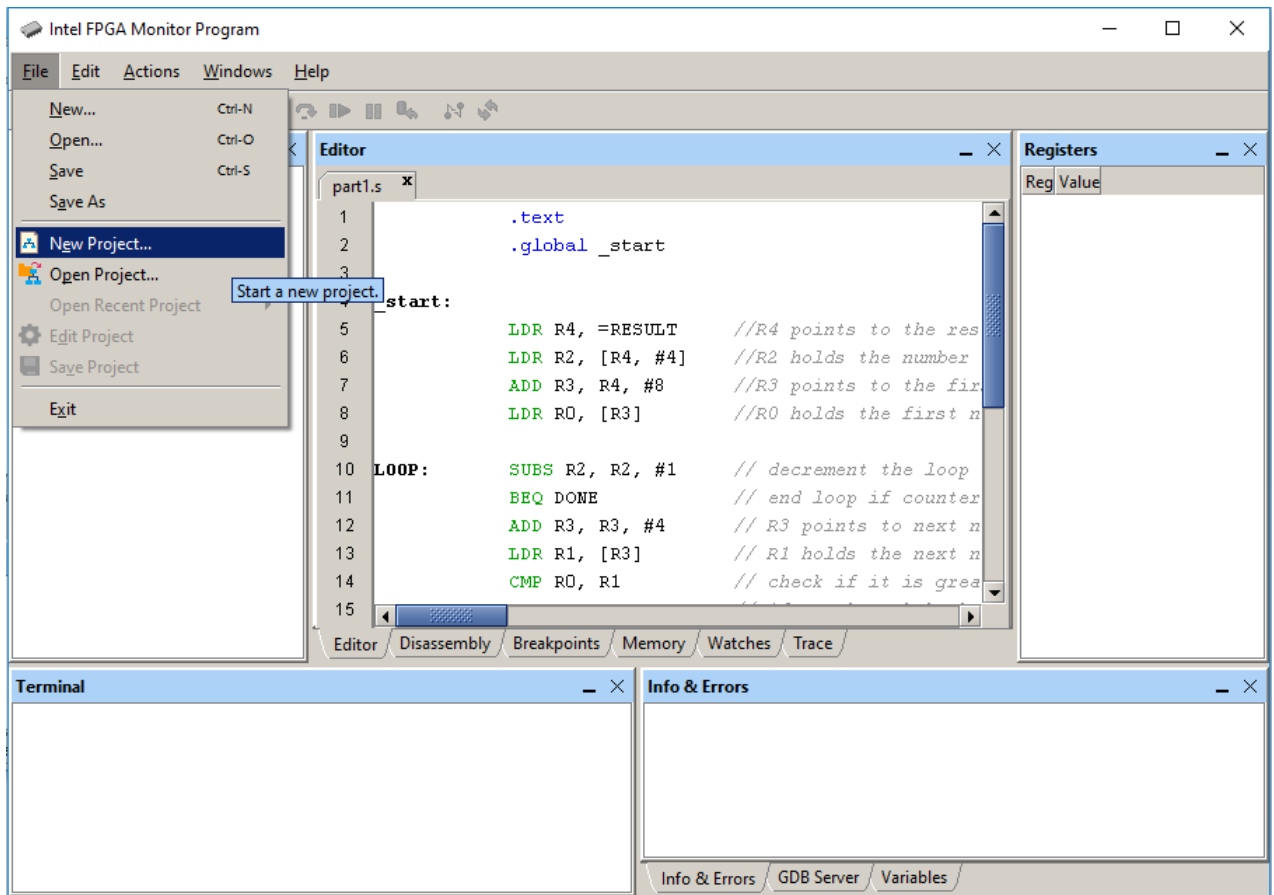 Intel FPGA Monitor Program
File Edit Actions Windows Help
New... Ctrl-N
Open... Ctrl-O
Save Ctrl-S
Save As
New Project...
Open Project...
Start a new project.
Open Recent Project
Edit Project
Save Project
Exit
Editor
part1.s x
1 .text
2 .global _start
3
4 _start:
5 LDR R4, =RESULT //R4 points to the res
6 LDR R2, [R4, #4] //R2 holds the number
7 ADD R3, R4, #8 //R3 points to the fir
8 LDR R0, [R3] //R0 holds the first n
9
10 LOOP: SUBS R2, R2, #1 // decrement the loop
11 BEQ DONE // end loop if counter
12 ADD R3, R3, #4 // R3 points to next n
13 LDR R1, [R3] // R1 holds the next n
14 CMP R0, R1 // check if it is grea
15
Editor Disassembly Breakpoints Memory Watches Trace
Registers
Reg Value
Terminal
Info & Errors
Info & Errors GDB Server Variables